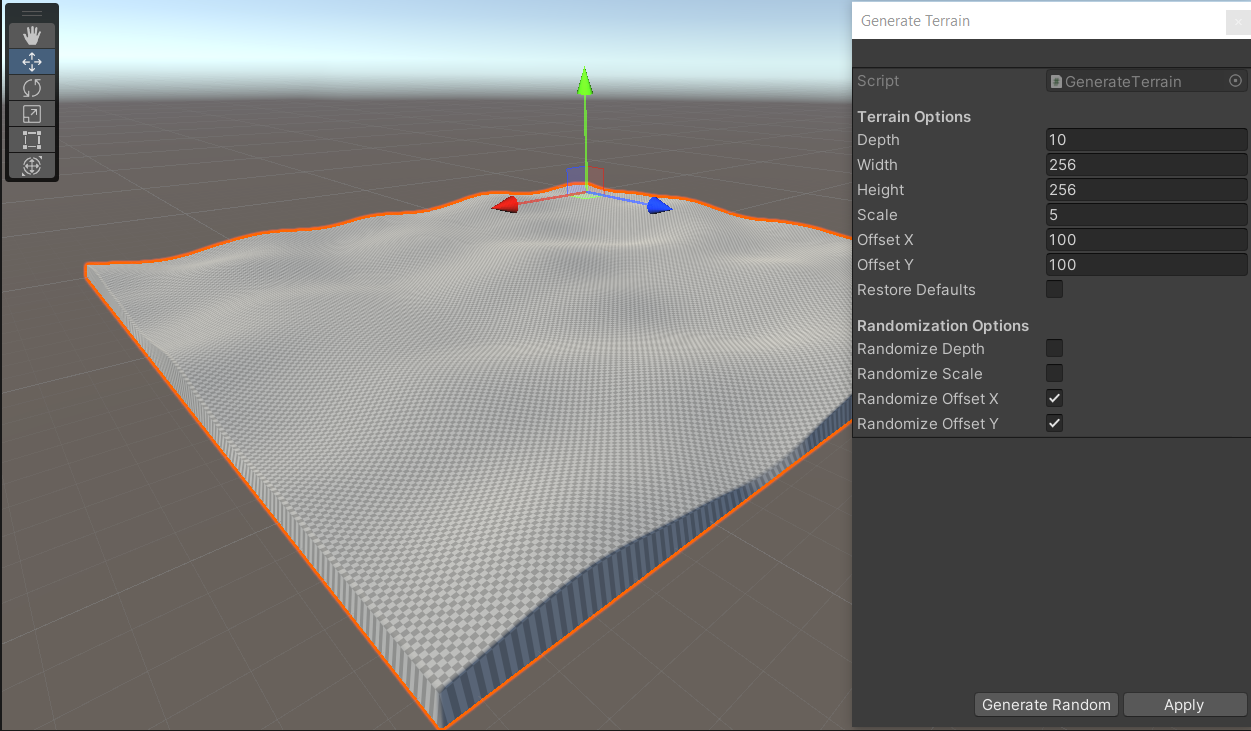 Generate Terrain
Script GenerateTerrain
Terrain Options
Depth 10
Width 256
Height 256
Scale 5
Offset X 100
Offset Y 100
Restore Defaults
Randomization Options
Randomize Depth
Randomize Scale
Randomize Offset X
Randomize Offset Y
Generate Random Apply